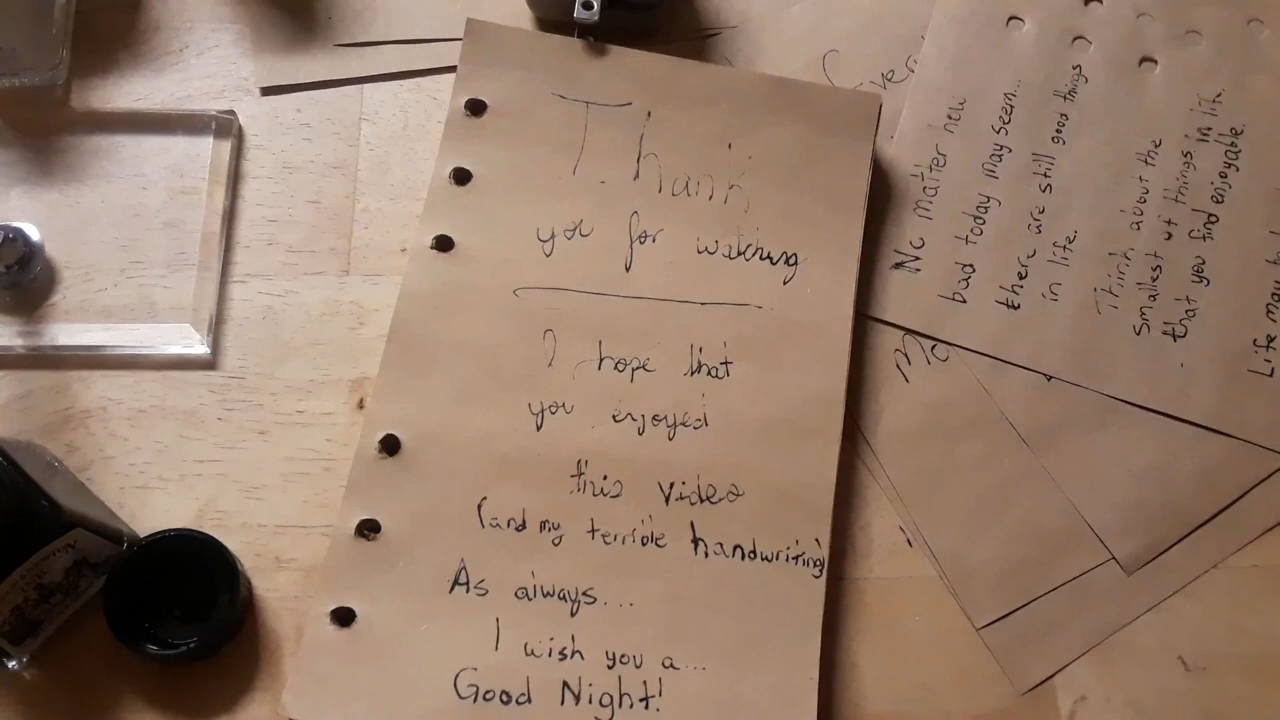 Thank
you for watching
I hope that
you enjoyed
this video
(and my terrible handwriting)
As always...
I wish you a...
Good Night!
No matter how
bad today may seem...
there are still good things
in life.
Think about the
smallest of things in life
that you find enjoyable.
Life may